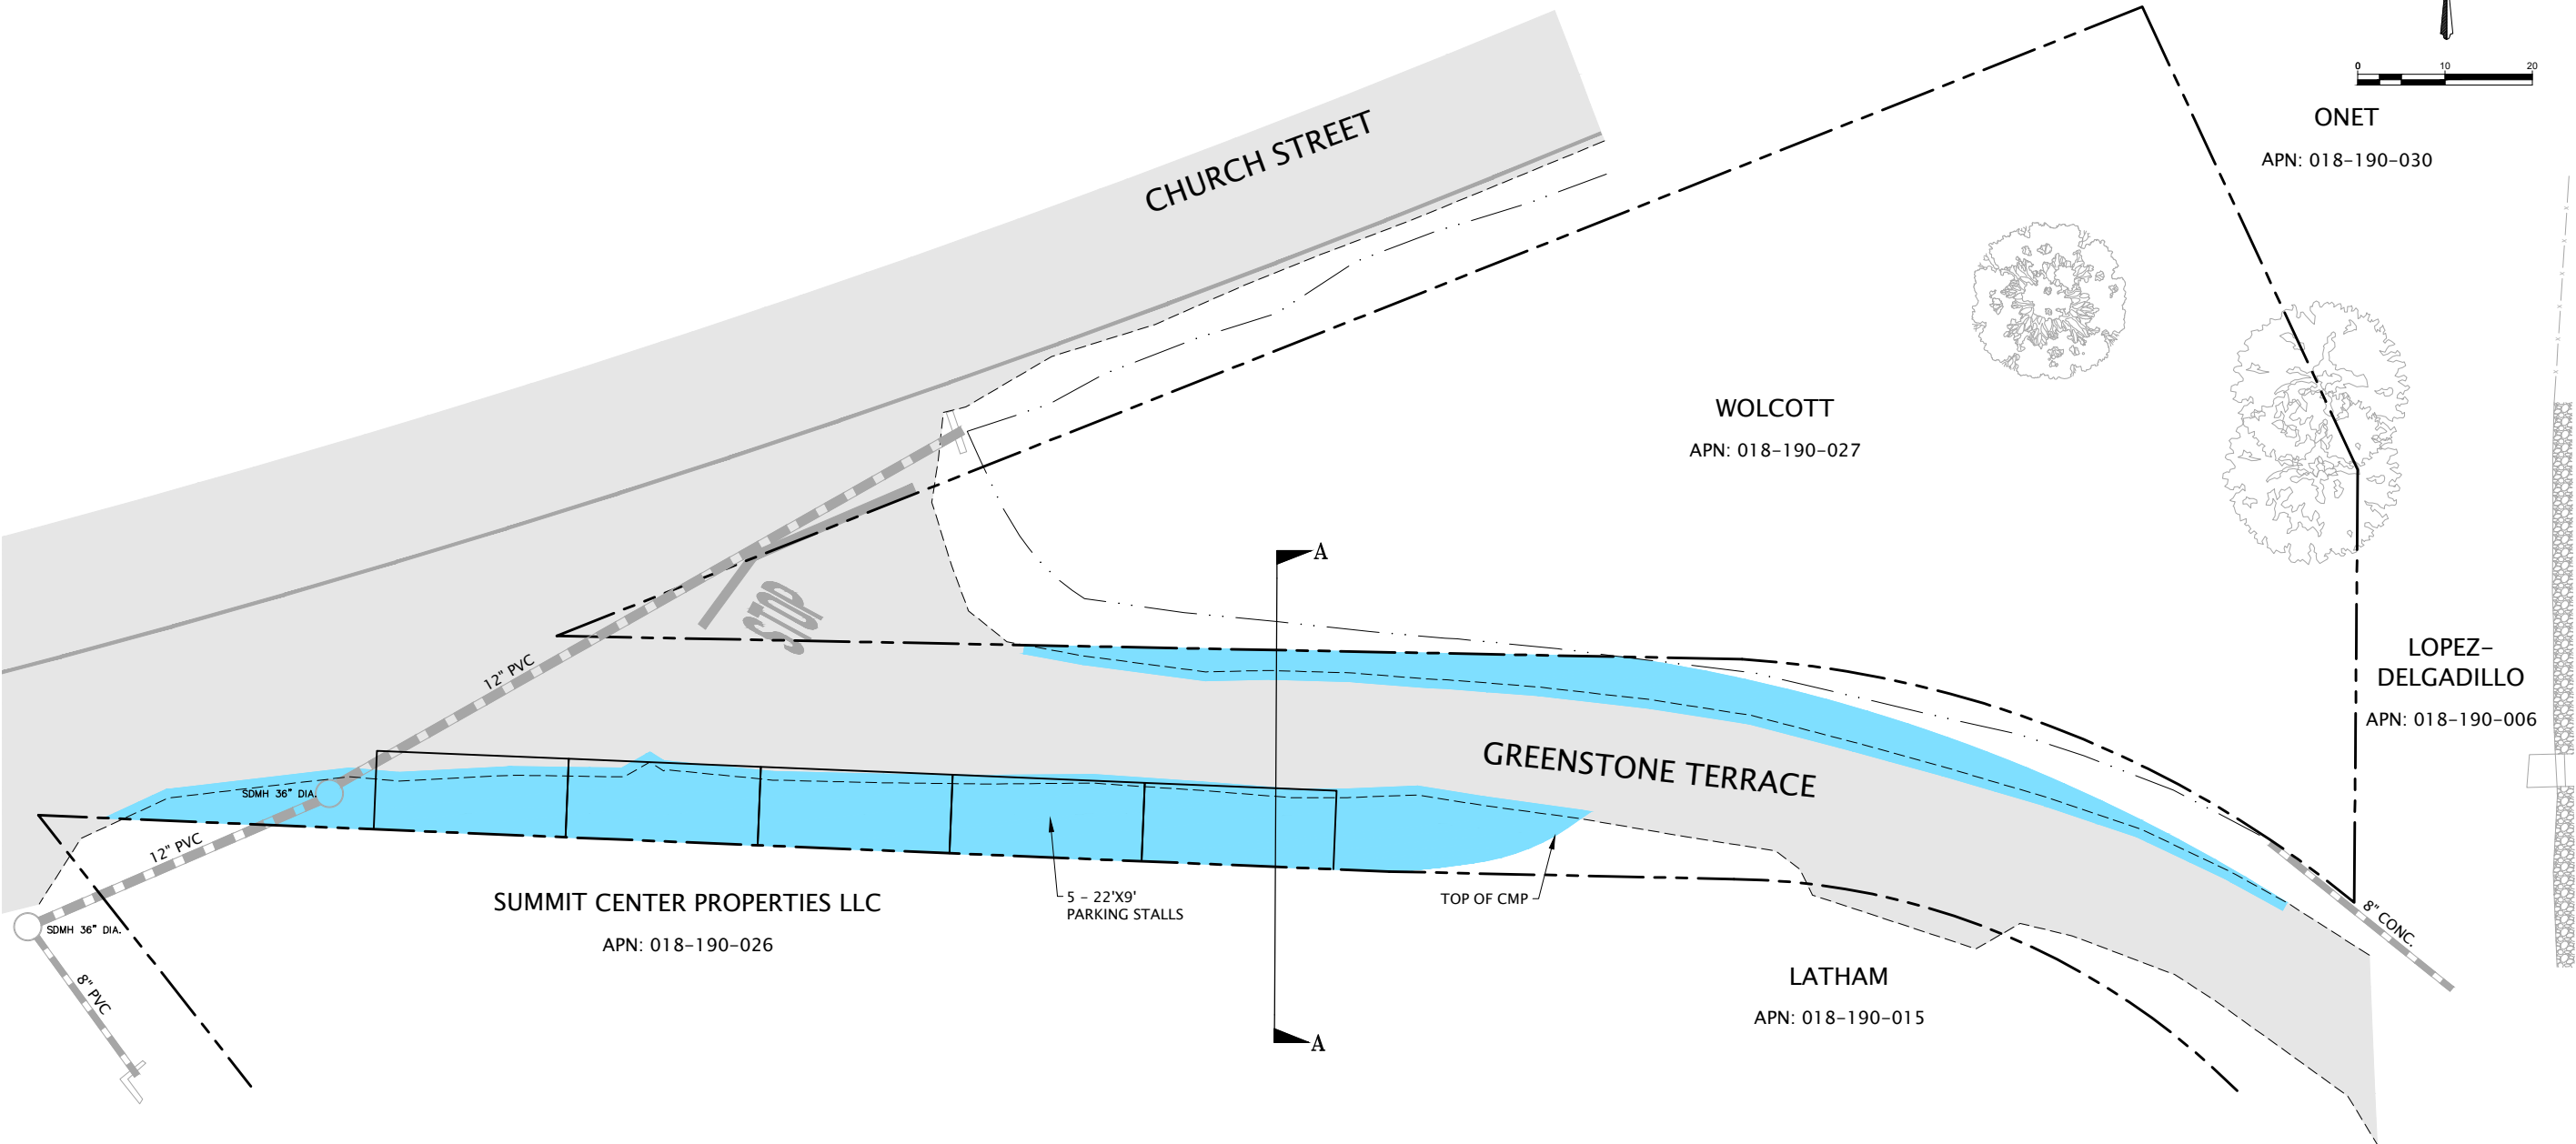 0 10 20
ONET
APN: 018-190-030
CHURCH STREET
WOLCOTT
APN: 018-190-027
A
STOP
LOPEZ-
DELGADILLO
APN: 018-190-006
12" PVC
GREENSTONE TERRACE
SDMH 36" DIA.
12" PVC
5 - 22'X9'
PARKING STALLS
TOP OF CMP
SUMMIT CENTER PROPERTIES LLC
APN: 018-190-026
8" CONC.
SDMH 36" DIA.
LATHAM
APN: 018-190-015
8" PVC
A